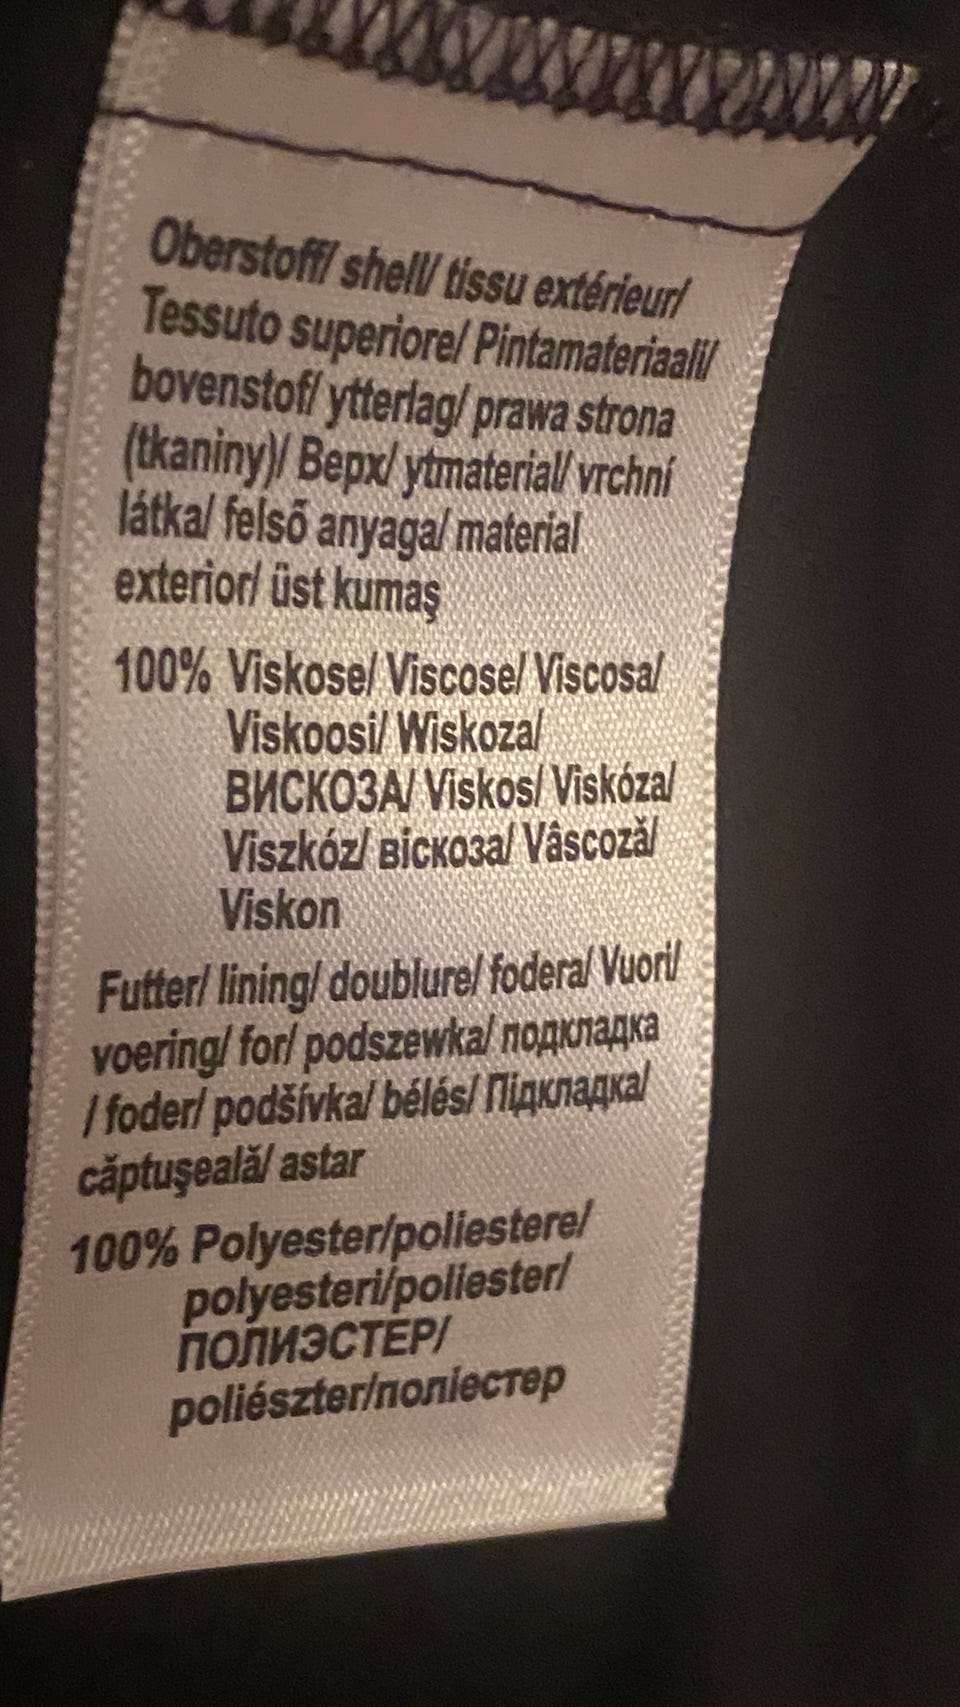 Oberstoff/ shell/ tissu extérieur/
Tessuto superiore/ Pintamateriaali/
bovenstof/ ytterlag/ prawa strona
(tkaniny)/ Верх/ ytmaterial/ vrchní
látka/ felső anyaga/ material
exterior/ üst kumaş
100% Viskose/ Viscose/ Viscosa/
Viskoosi/ Wiskoza/
ВИСКОЗА/ Viskos/ Viskóza/
Viszkóz/ віскоза/ Vâscoză/
Viskon
Futter/ lining/ doublure/ fodera/ Vuori/
voering/ for/ podszewka/ подкладка
/ foder/ podšívka/ bélés/ Підкладка/
căptuşeală/ astar
100% Polyester/poliestere/
polyesteri/poliester/
ПОЛИЭСТЕР/
poliészter/поліестер